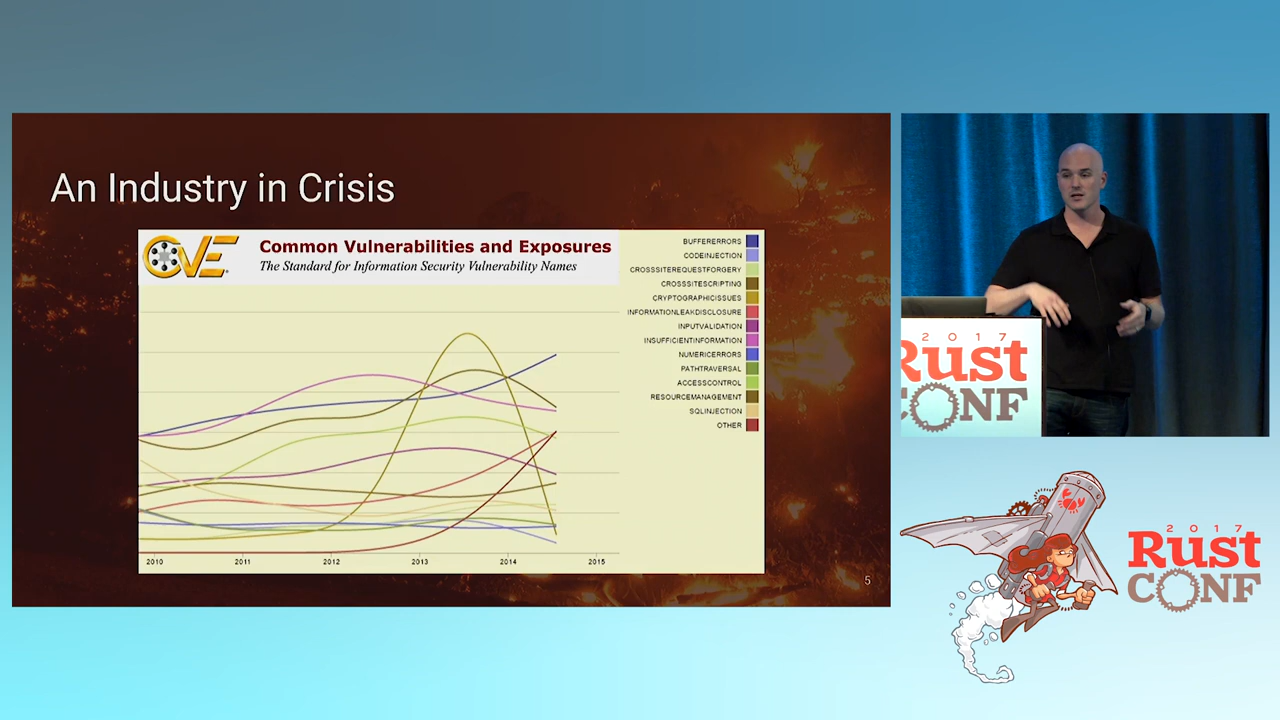 An Industry in Crisis
CVE
Common Vulnerabilities and Exposures
The Standard for Information Security Vulnerability Names
BUFFERERRORS
CODEINJECTION
CROSSSITEREQUESTFORGERY
CROSSSITESCRIPTING
CRYPTOGRAPHICISSUES
INFORMATIONLEAKDISCLOSURE
INPUTVALIDATION
INSUFFICIENTINFORMATION
NUMERICERRORS
PATHTRAVERSAL
ACCESSCONTROL
RESOURCEMANAGEMENT
SQLINJECTION
OTHER
2010 2011 2012 2013 2014 2015
5
2017
Rust
CONF
2017
Rust
CONF